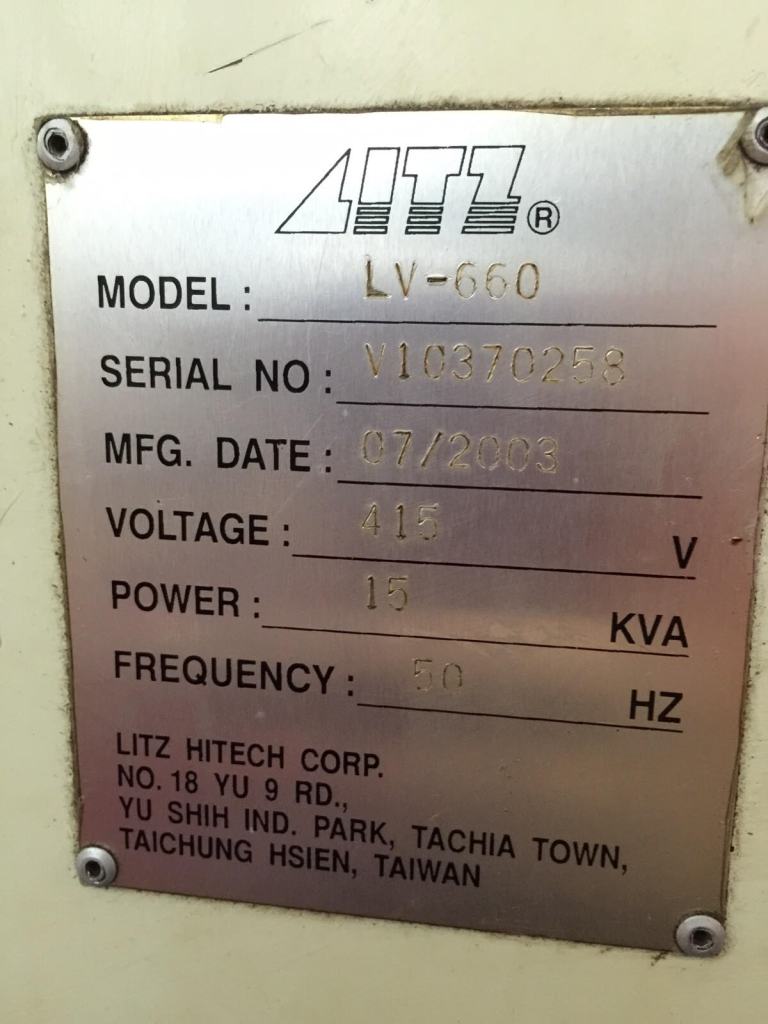 LITZ®
MODEL: LV-660
SERIAL NO: V10370258
MFG. DATE: 07/2003
VOLTAGE: 415 V
POWER: 15 KVA
FREQUENCY: 50 HZ
LITZ HITECH CORP.
NO. 18 YU 9 RD.,
YU SHIH IND. PARK, TACHIA TOWN,
TAICHUNG HSIEN, TAIWAN